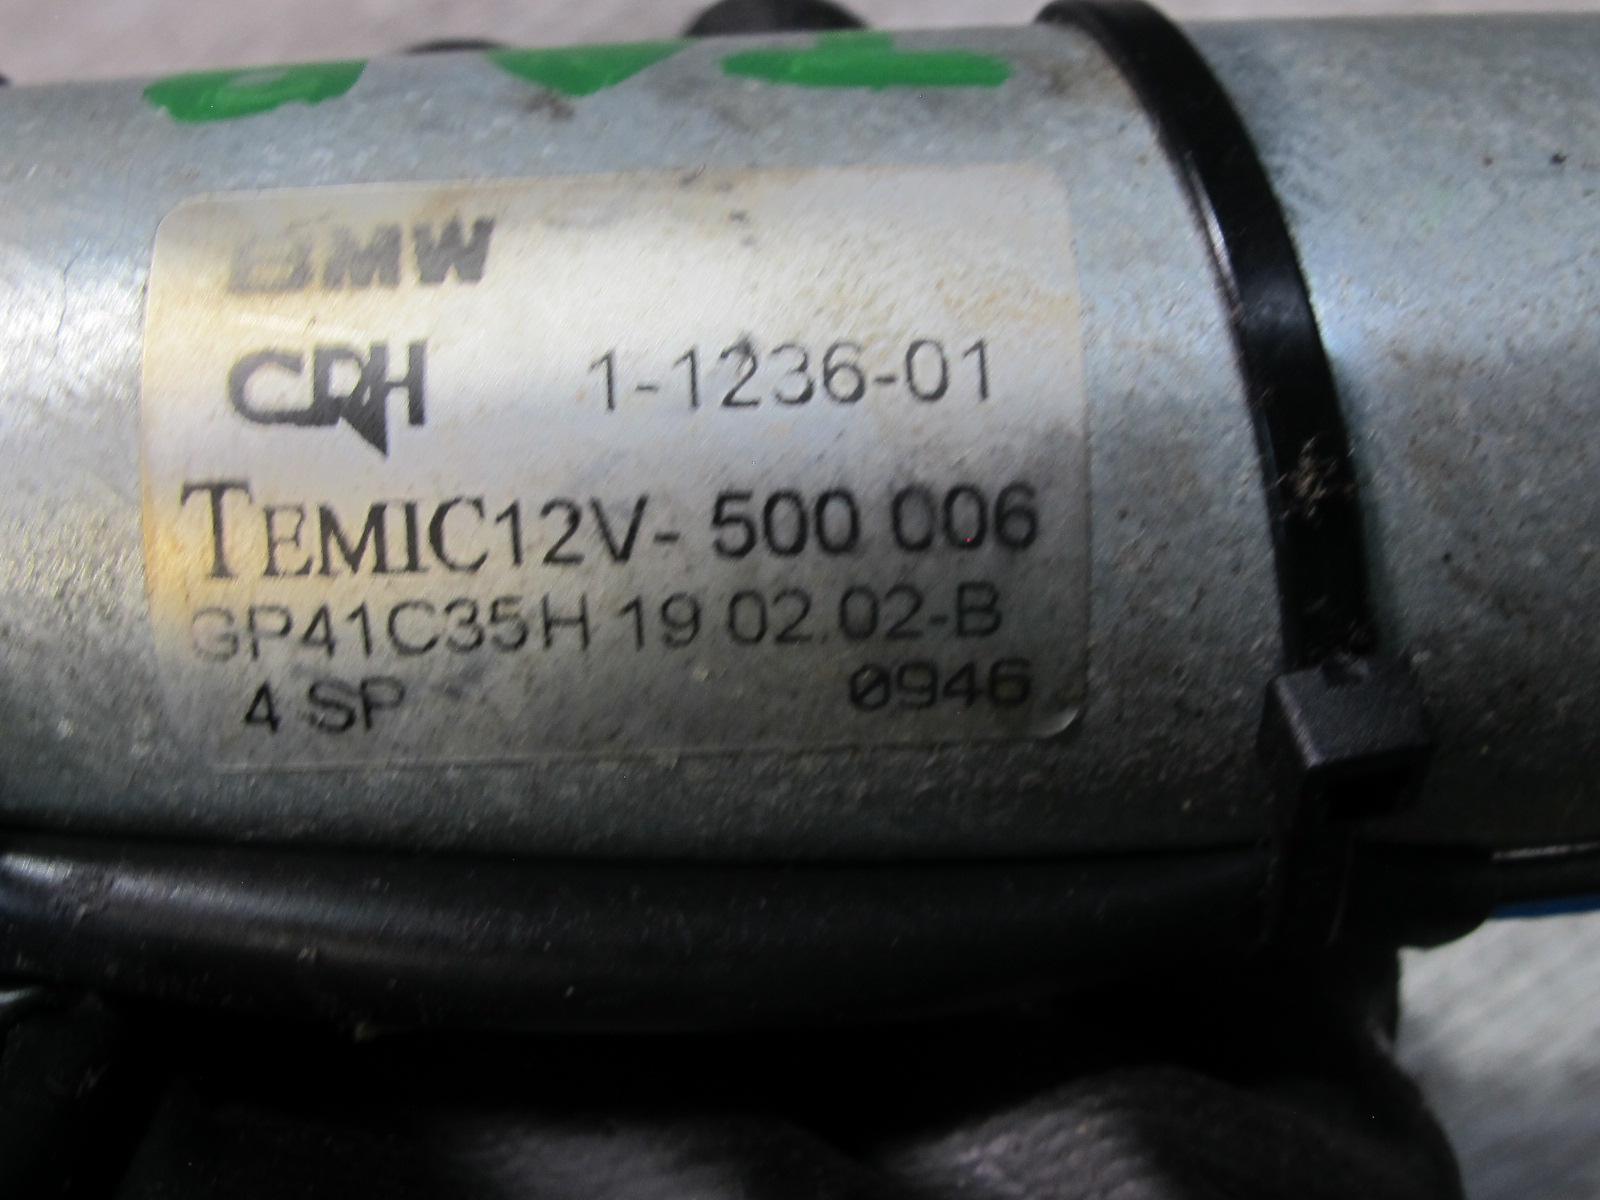 BMW
CRH 1-1236-01
TEMIC12V- 500 006
GP41C35H 19 02.02-B
4 SP 0946